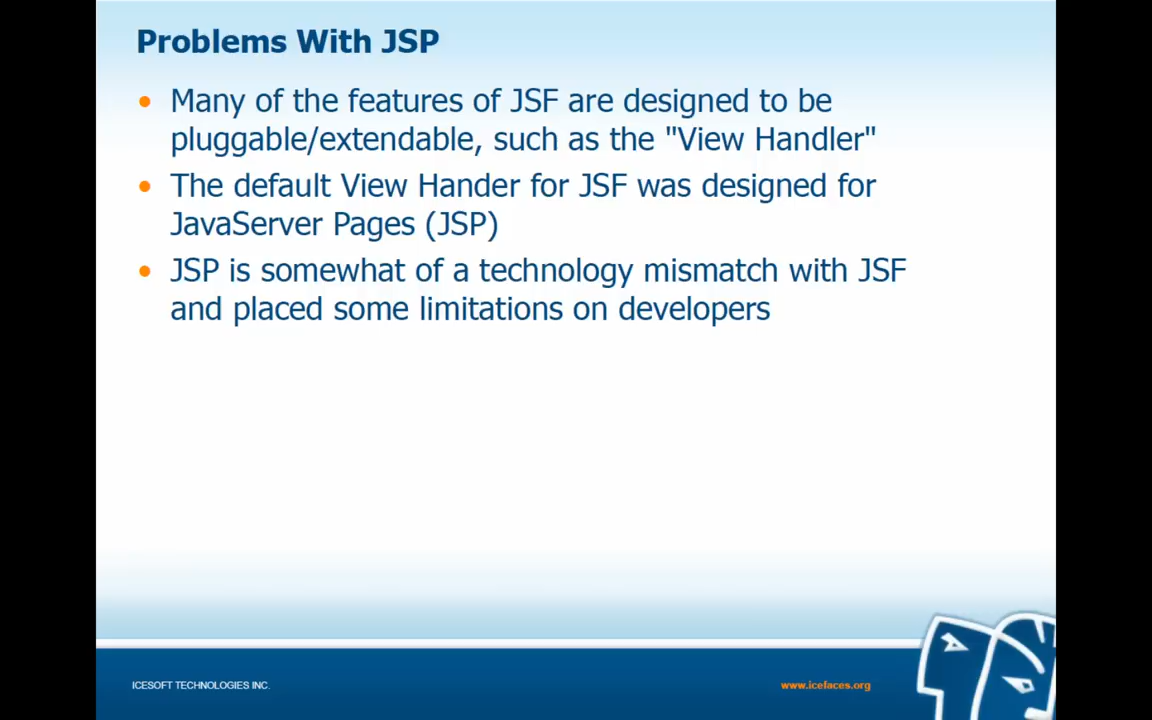 Problems With JSP
• Many of the features of JSF are designed to be
pluggable/extendable, such as the "View Handler"
• The default View Hander for JSF was designed for
JavaServer Pages (JSP)
• JSP is somewhat of a technology mismatch with JSF
and placed some limitations on developers
ICESOFT TECHNOLOGIES INC.
www.icefaces.org